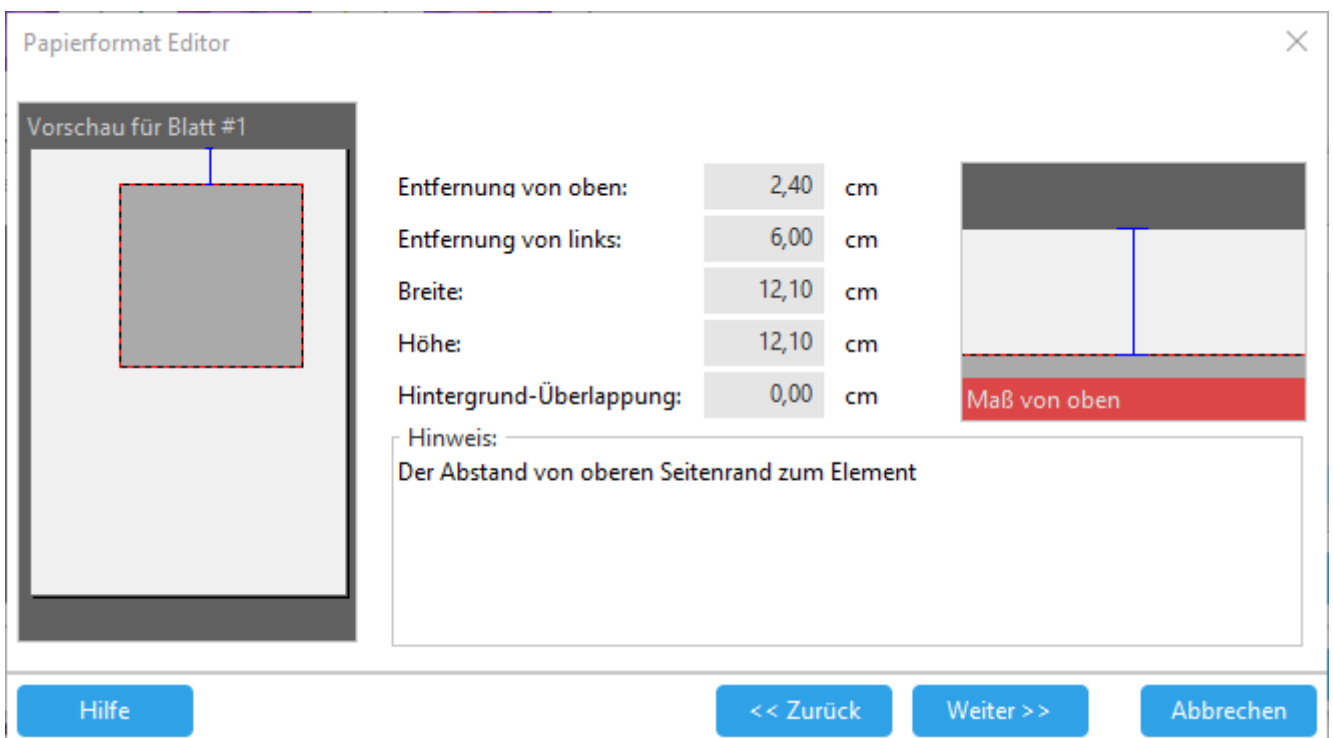 Papierformat Editor
Vorschau für Blatt #1
Entfernung von oben: 2,40 cm
Entfernung von links: 6,00 cm
Breite: 12,10 cm
Höhe: 12,10 cm
Hintergrund-Überlappung: 0,00 cm
Maß von oben
Hinweis:
Der Abstand von oberen Seitenrand zum Element
Hilfe
<< Zurück
Weiter >>
Abbrechen